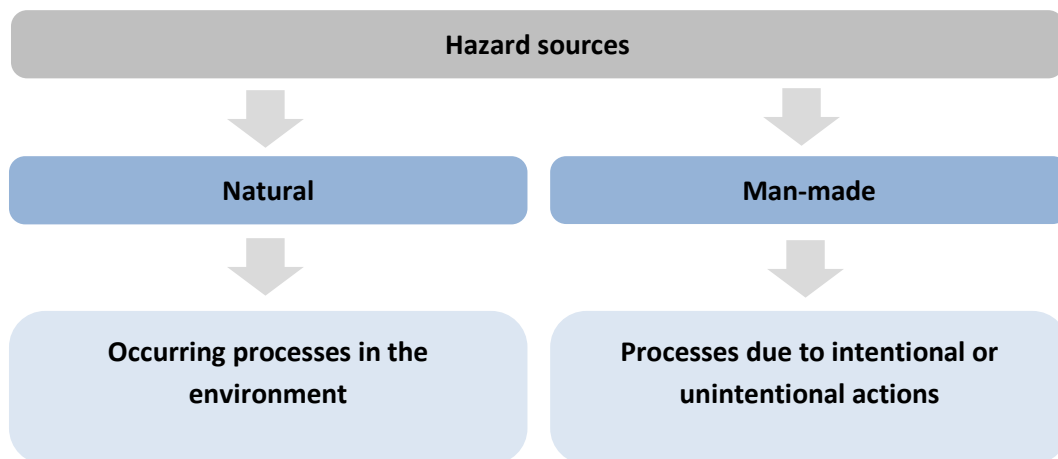 Hazard sources
Natural
Man-made
Occurring processes in the
environment
Processes due to intentional or
unintentional actions